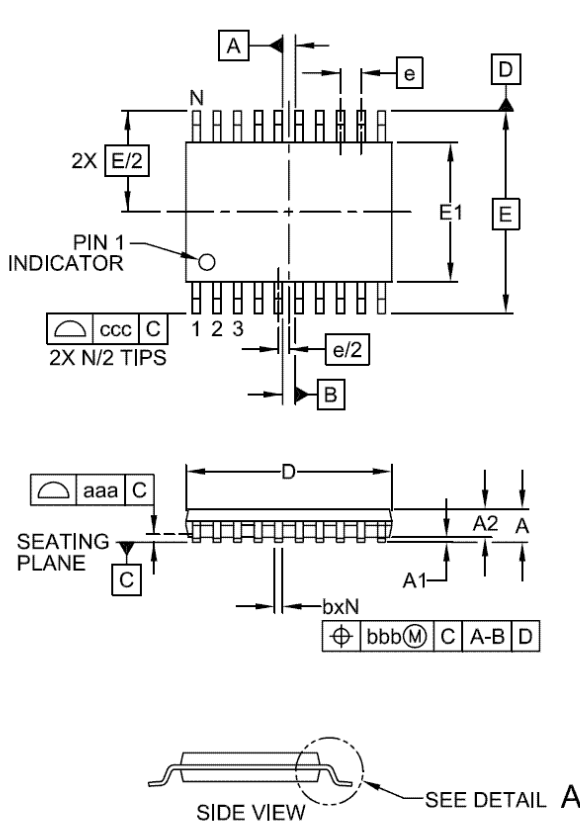 A
e
D
N
2X E/2
E1
E
PIN 1
INDICATOR
ccc C
1 2 3
2X N/2 TIPS
e/2
B
D
aaa C
A2 A
SEATING
PLANE
C
A1
bxN
bbbⓂ C A-B D
SIDE VIEW
SEE DETAIL A